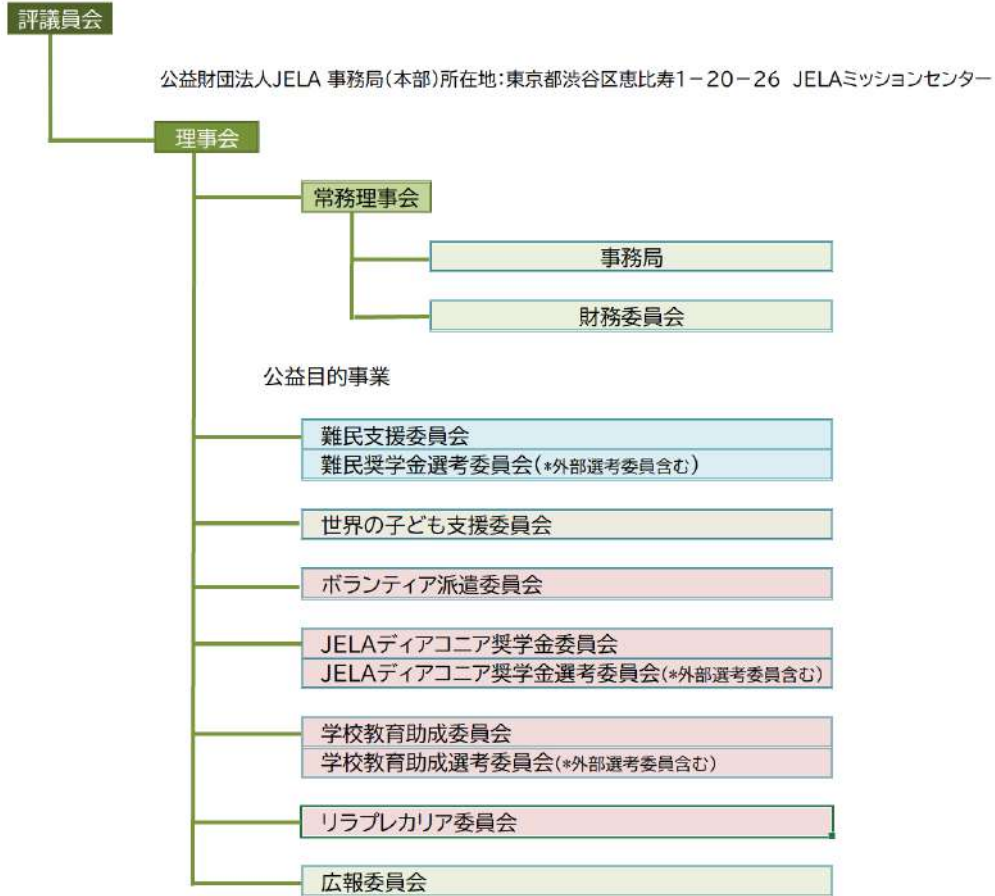 評議員会
公益財団法人JELA 事務局(本部)所在地:東京都渋谷区恵比寿1-20-26 JELAミッションセンター
理事会
常務理事会
事務局
財務委員会
公益目的事業
難民支援委員会
難民奨学金選考委員会(*外部選考委員含む)
世界の子ども支援委員会
ボランティア派遣委員会
JELAディアコニア奨学金委員会
JELAディアコニア奨学金選考委員会(*外部選考委員含む)
学校教育助成委員会
学校教育助成選考委員会(*外部選考委員含む)
リラプレカリア委員会
広報委員会